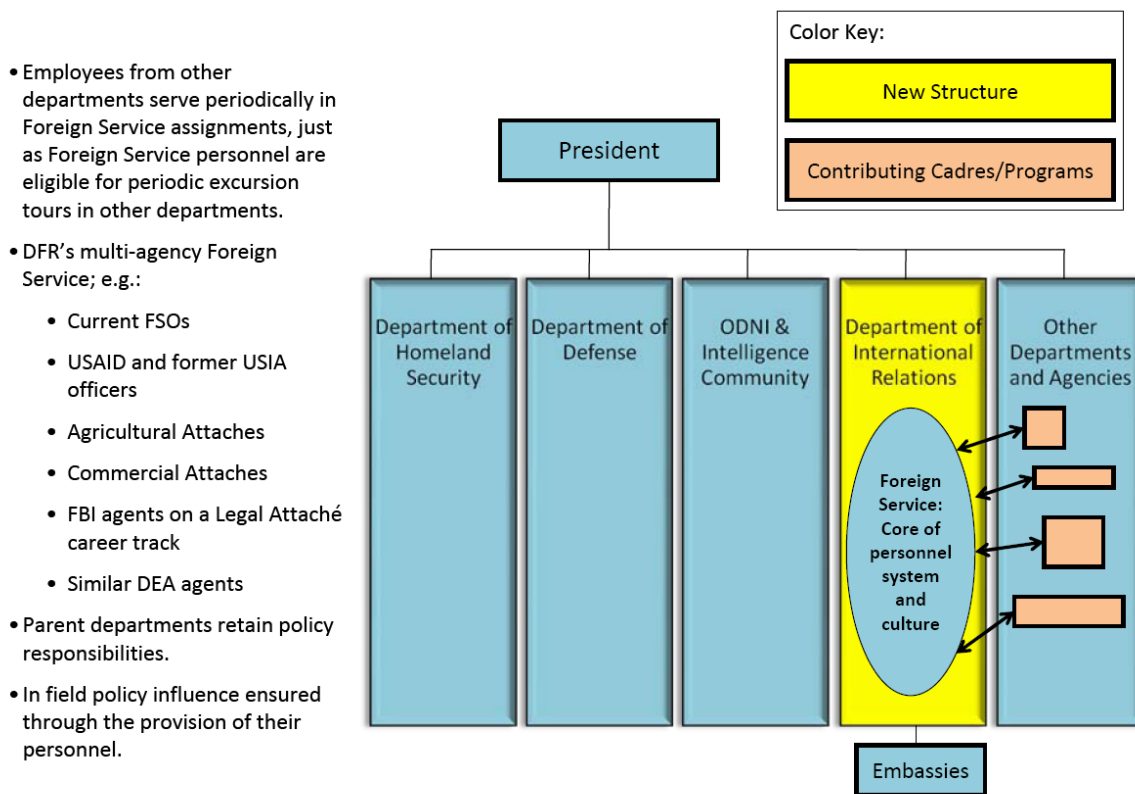 • Employees from other
departments serve periodically in
Foreign Service assignments, just
as Foreign Service personnel are
eligible for periodic excursion
tours in other departments.
• DFR’s multi-agency Foreign
Service; e.g.:
• Current FSOs
• USAID and former USIA
officers
• Agricultural Attaches
• Commercial Attaches
• FBI agents on a Legal Attaché
career track
• Similar DEA agents
• Parent departments retain policy
responsibilities.
• In field policy influence ensured
through the provision of their
personnel.
Color Key:
New Structure
Contributing Cadres/Programs
President
Department of
Homeland
Security
Department of
Defense
ODNI &
Intelligence
Community
Department of
International
Relations
Other
Departments
and Agencies
Foreign
Service:
Core of
personnel
system
and
culture
Embassies